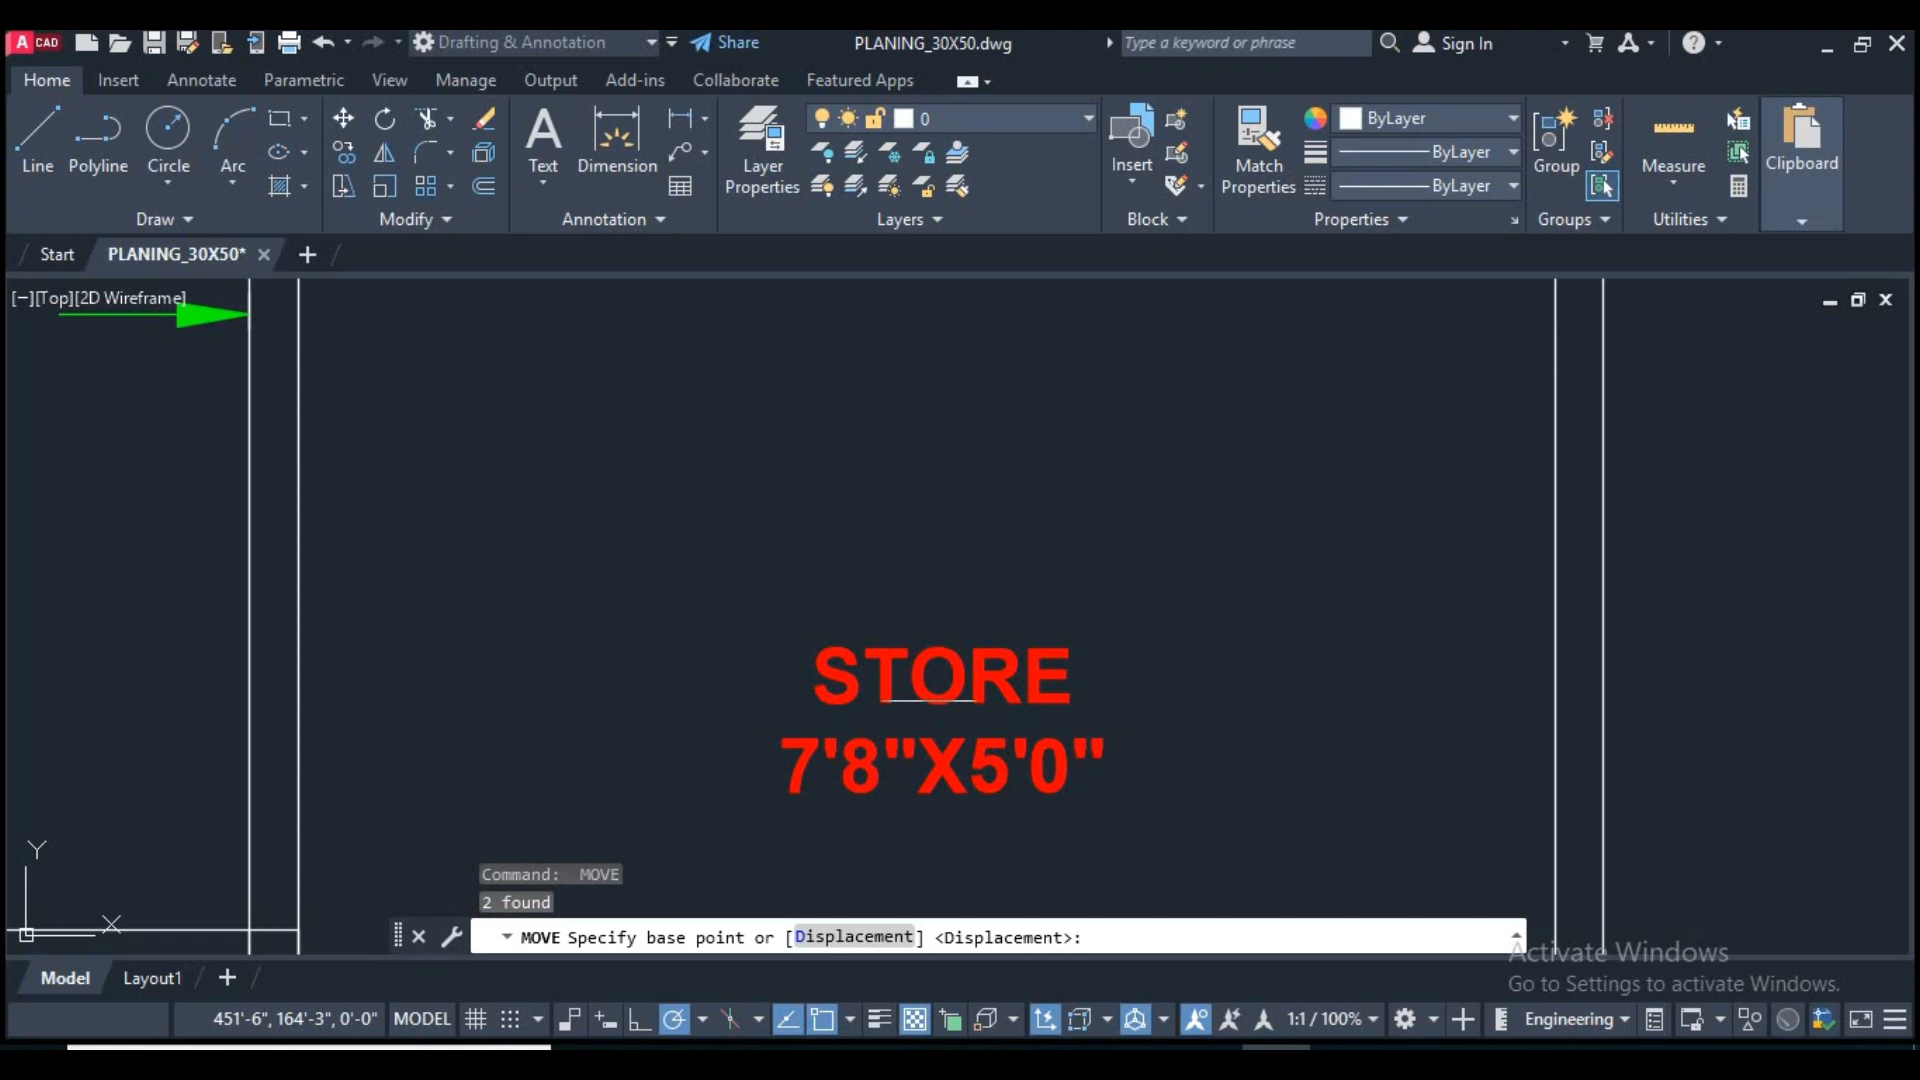 A CAD Drafting & Annotation Share PLANING_30X50.dwg Type a keyword or phrase Sign In
Home Insert Annotate Parametric View Manage Output Add-ins Collaborate Featured Apps
0 ByLayer
ByLayer
Line Polyline Circle Arc Text Dimension Layer Properties Insert Match Properties Group Measure Clipboard
ByLayer
Draw Modify Annotation Layers Block Properties Groups Utilities
Start PLANING_30X50*
[−][Top][2D Wireframe]
STORE
7'8"X5'0"
Y
X
Command: MOVE
2 found
MOVE Specify base point or [Displacement] <Displacement>:
Activate Windows
Go to Settings to activate Windows.
Model Layout1
451'-6", 164'-3", 0'-0" MODEL 1:1 / 100% Engineering